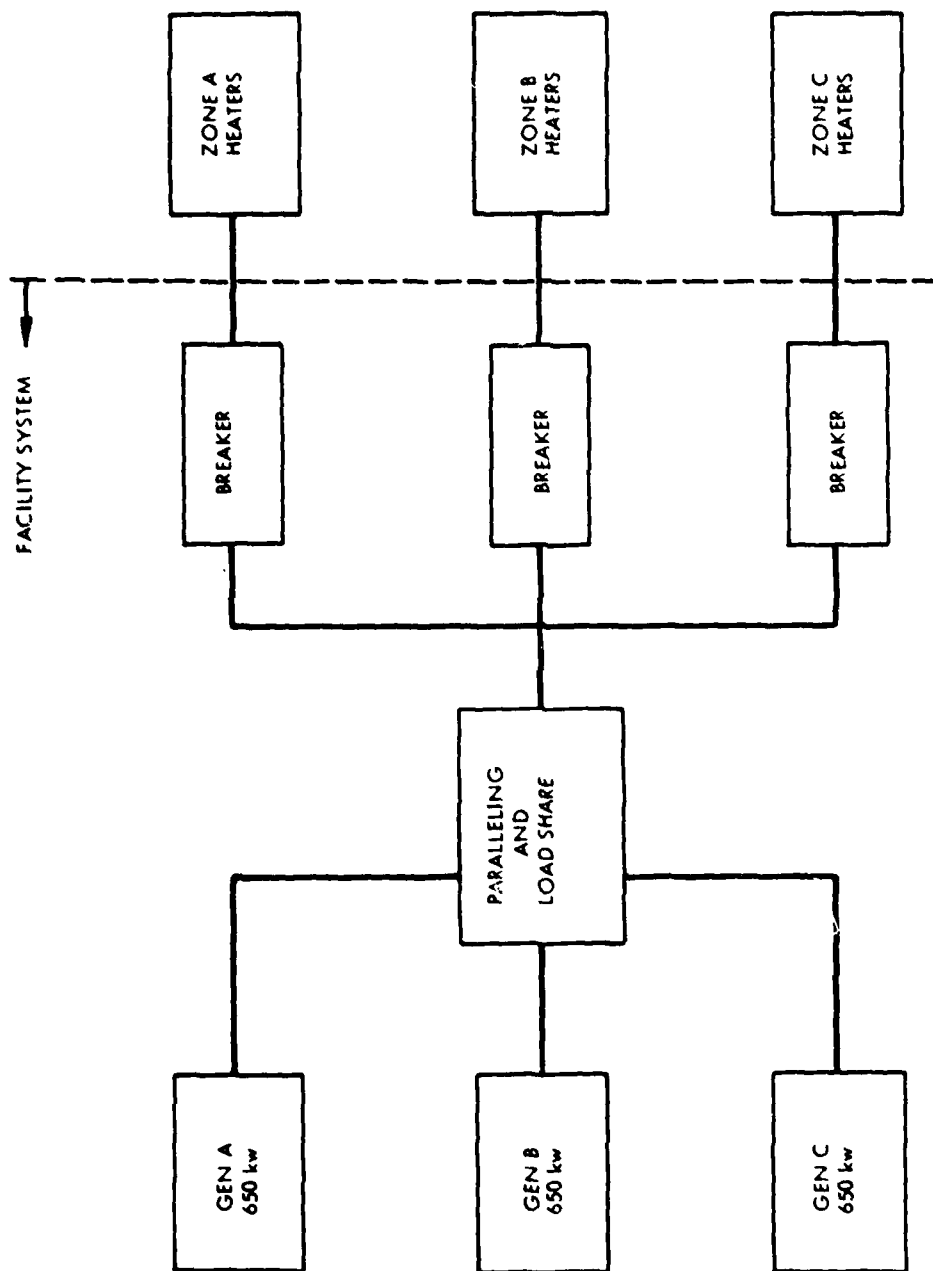 FACILITY SYSTEM
GEN A
650 kw
GEN B
650 kw
GEN C
650 kw
PARALLELING
AND
LOAD SHARE
BREAKER
BREAKER
BREAKER
ZONE A
HEATERS
ZONE B
HEATERS
ZONE C
HEATERS